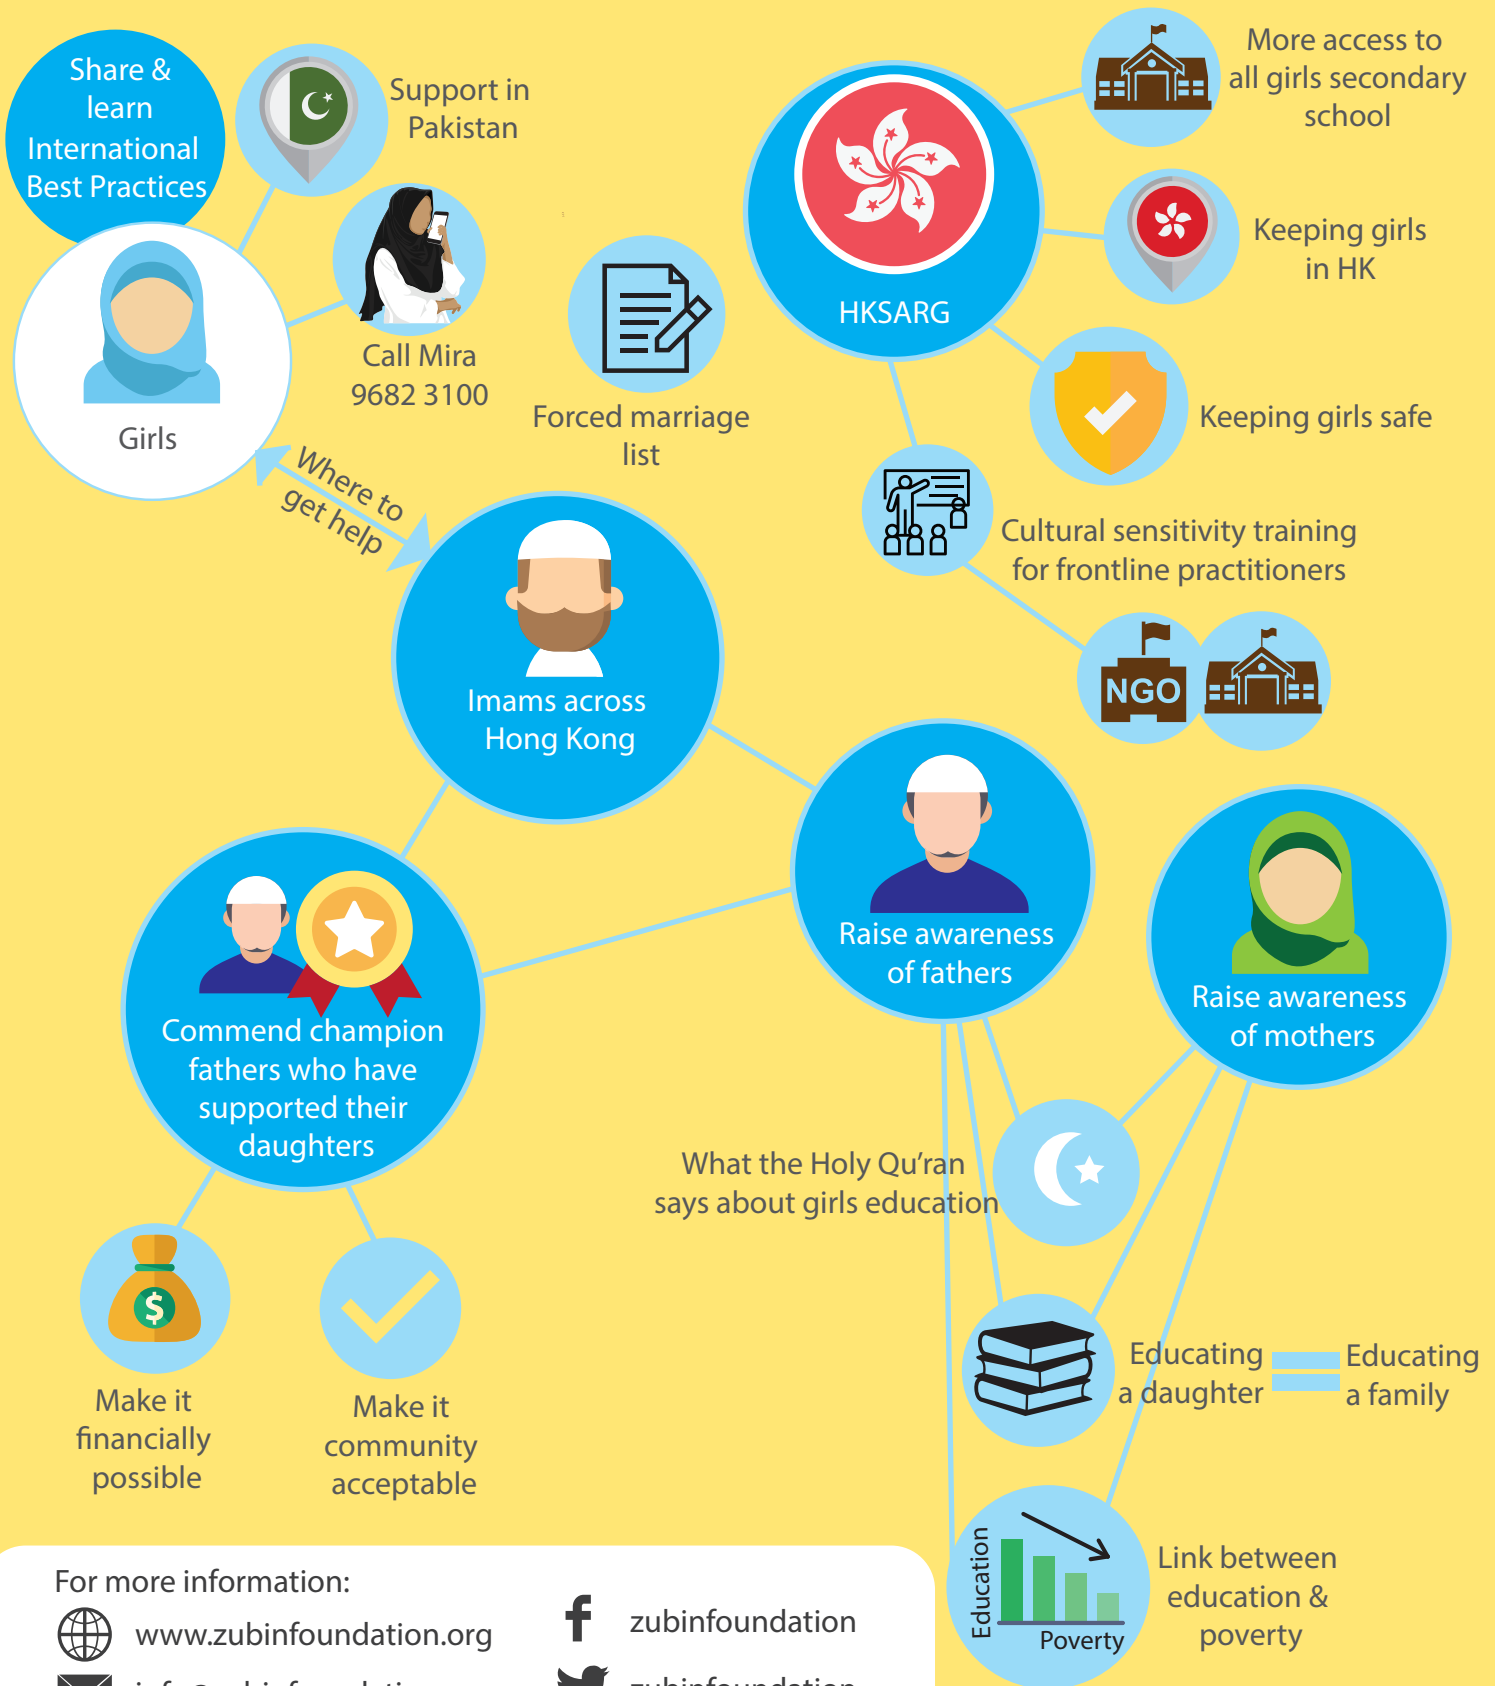 Share &
learn
International
Best Practices
Support in
Pakistan
Girls
Call Mira
9682 3100
Where to
get help
Forced marriage
list
HKSARG
More access to
all girls secondary
school
Keeping girls
in HK
Keeping girls safe
Cultural sensitivity training
for frontline practitioners
NGO
Imams across
Hong Kong
Raise awareness
of fathers
Raise awareness
of mothers
Commend champion
fathers who have
supported their
daughters
What the Holy Qu'ran
says about girls education
$
Make it
financially
possible
Make it
community
acceptable
Educating
a daughter
Educating
a family
Education
Poverty
Link between
education &
poverty
For more information:
www.zubinfoundation.org
f zubinfoundation
zubinfoundation